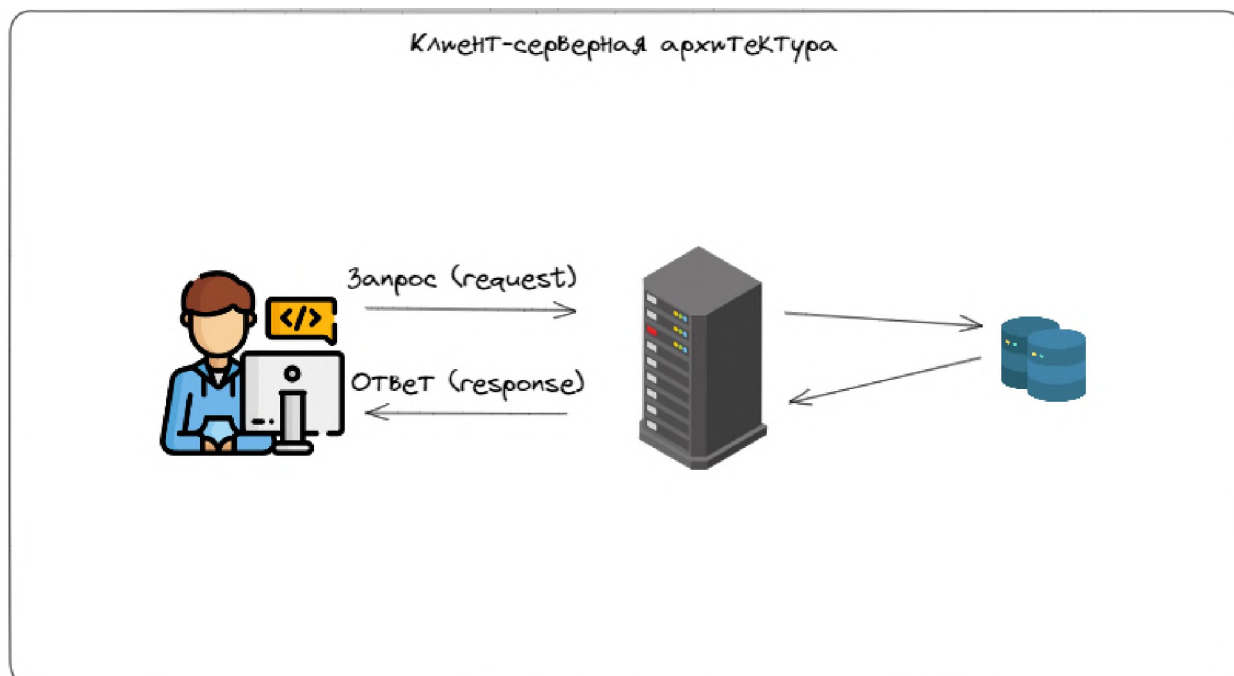 Клиент-серверная архитектура
Запрос (request)
</>
Ответ (response)